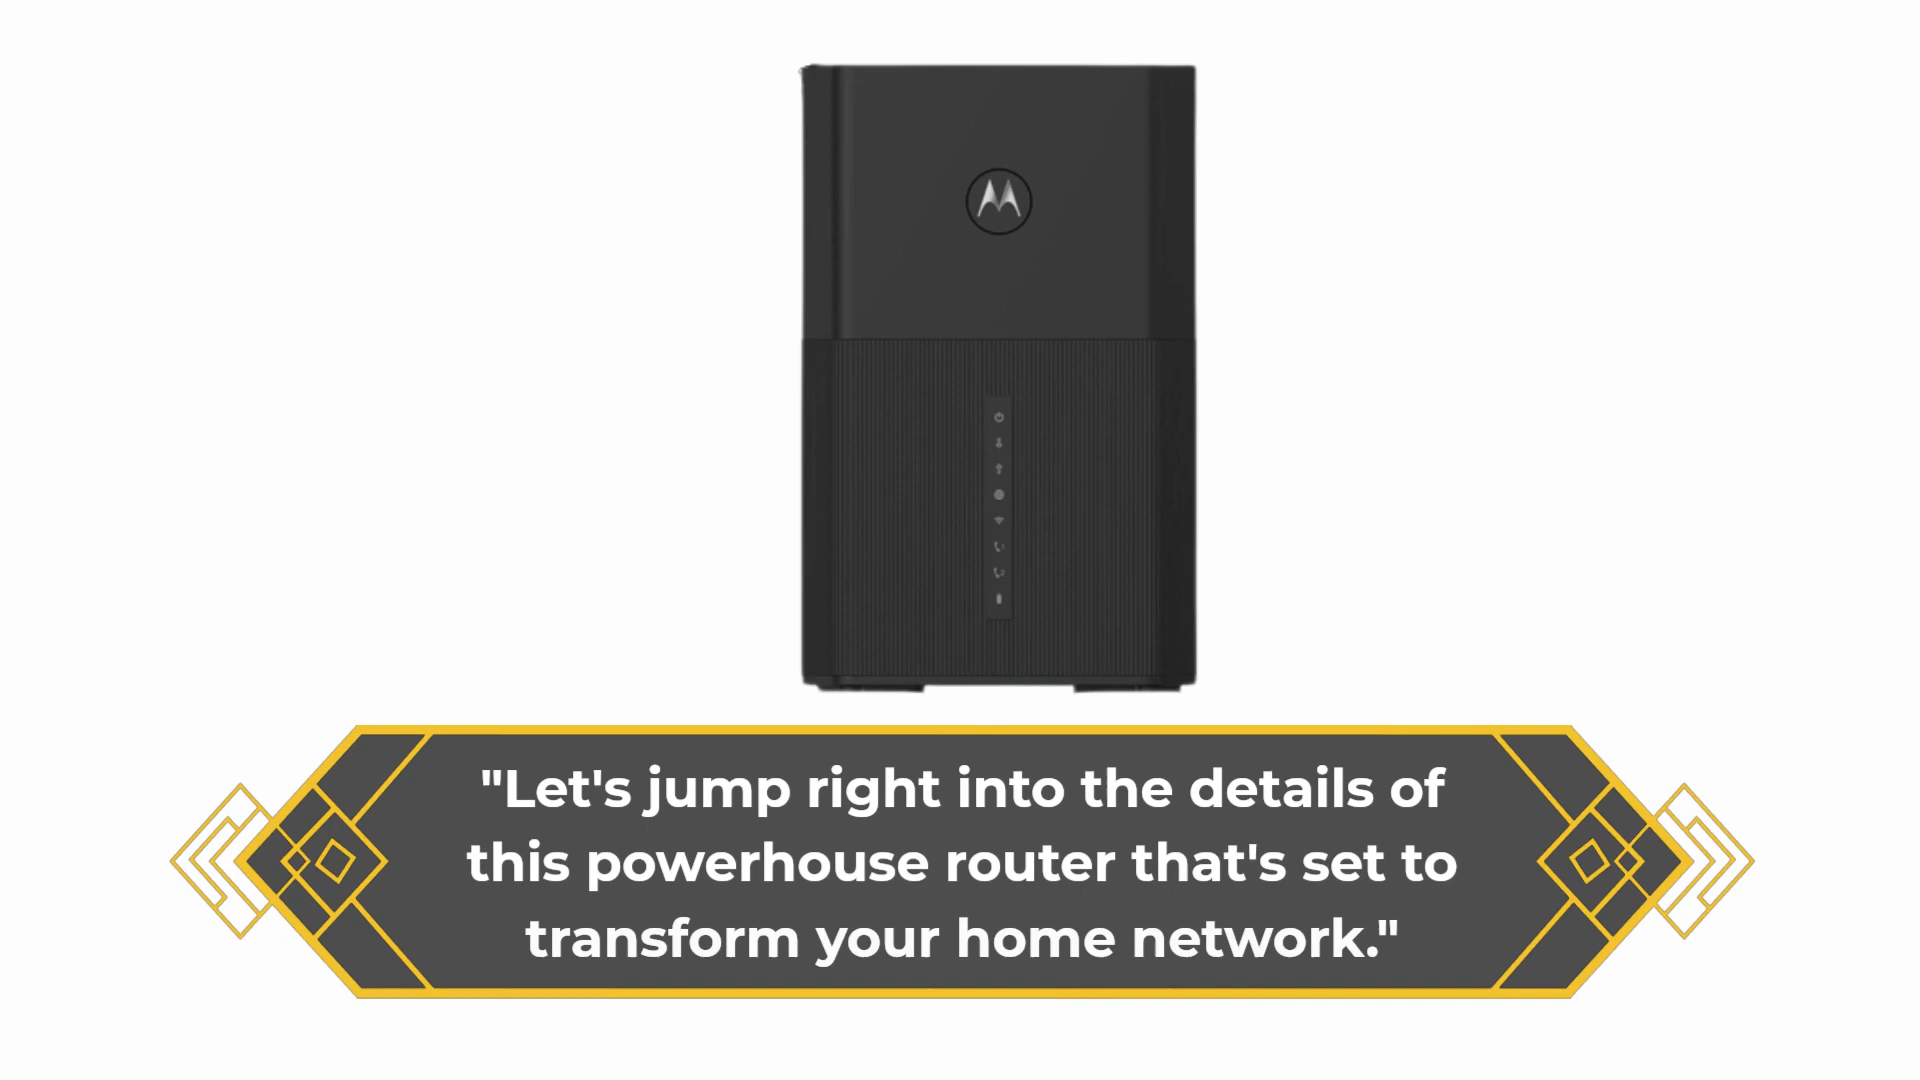 "Let's jump right into the details of
this powerhouse router that's set to
transform your home network."